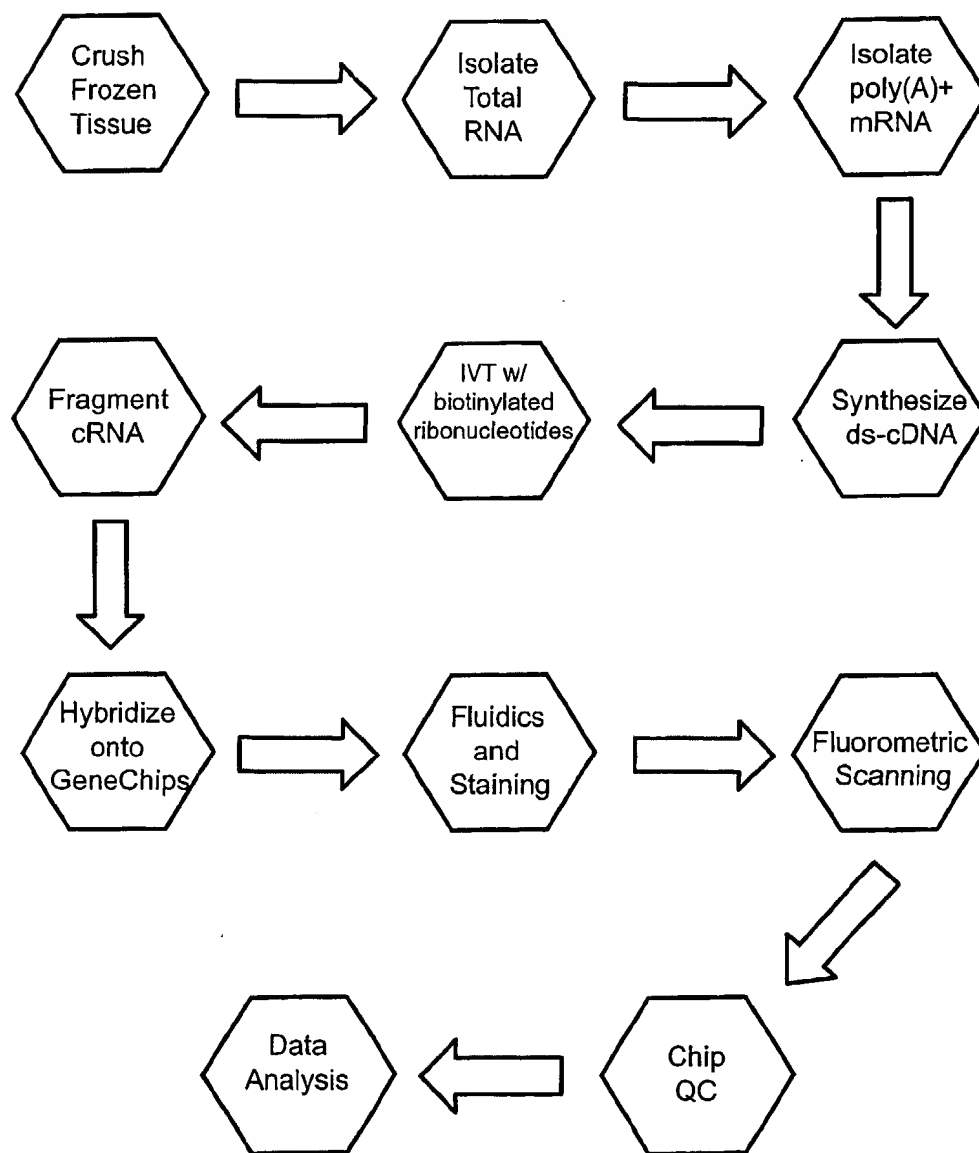 Crush
Frozen
Tissue
Isolate
Total
RNA
Isolate
poly(A)+
mRNA
Synthesize
ds-cDNA
IVT w/
biotinylated
ribonucleotides
Fragment
cRNA
Hybridize
onto
GeneChips
Fluidics
and
Staining
Fluorometric
Scanning
Chip
QC
Data
Analysis